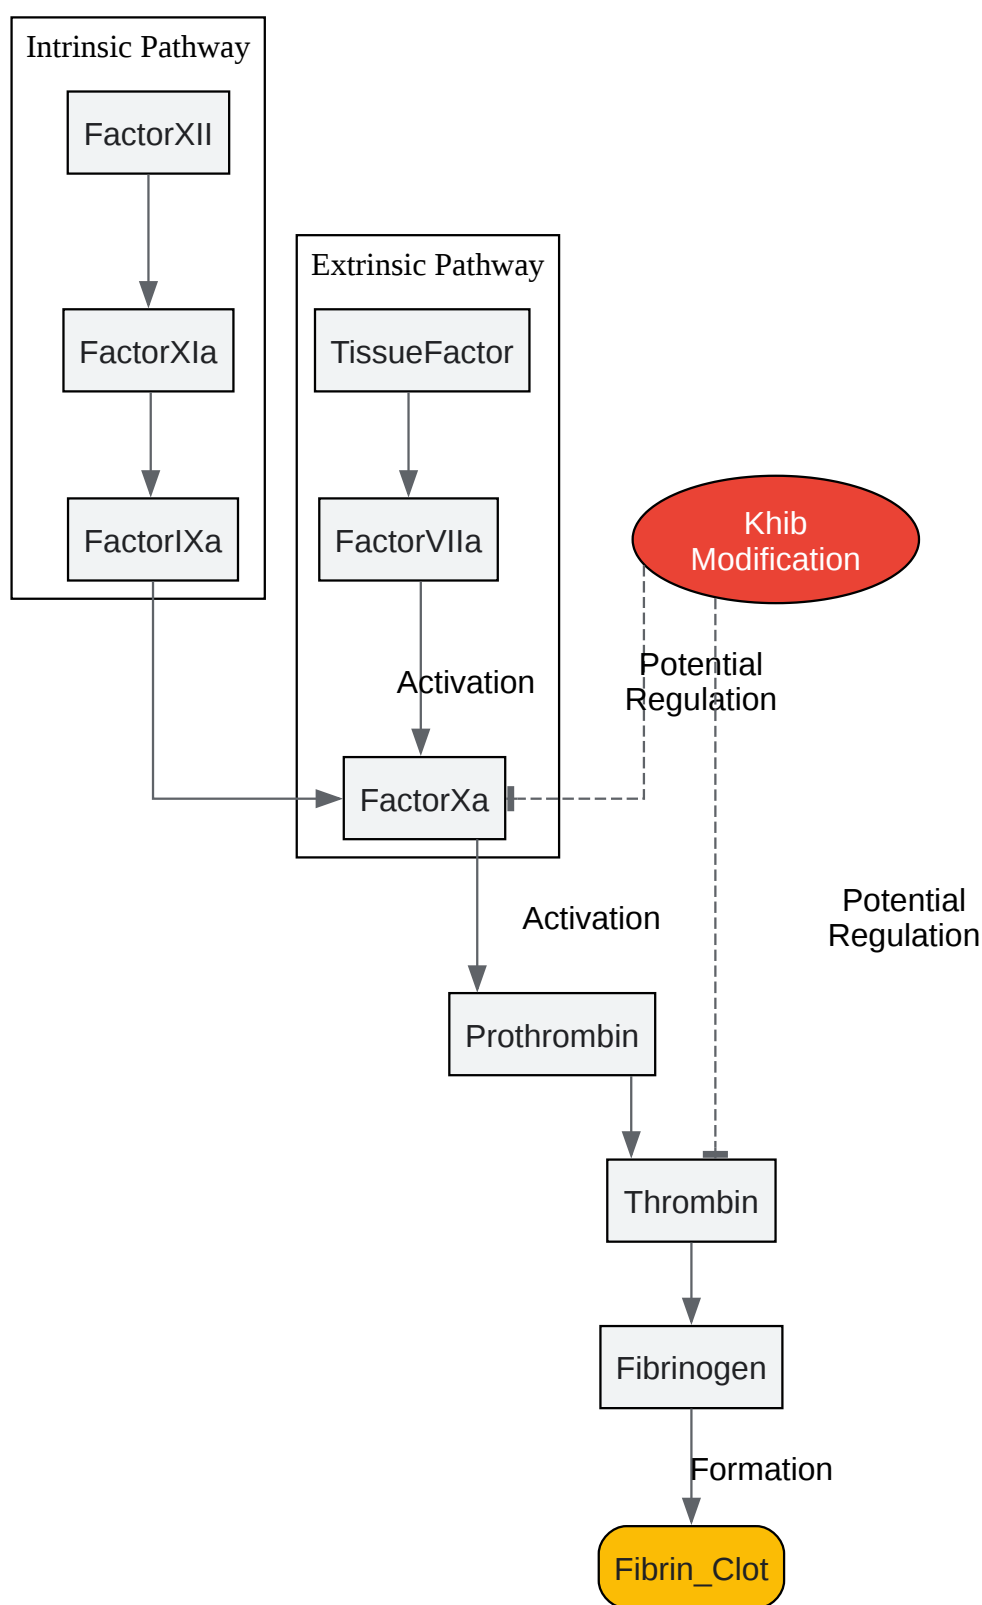 Intrinsic Pathway
FactorXII
Extrinsic Pathway
FactorXIa
TissueFactor
FactorIXa
FactorVIIa
Khib
Modification
Activation
Potential
Regulation
FactorXa
Activation
Potential
Regulation
Prothrombin
Thrombin
Fibrinogen
Formation
Fibrin_Clot